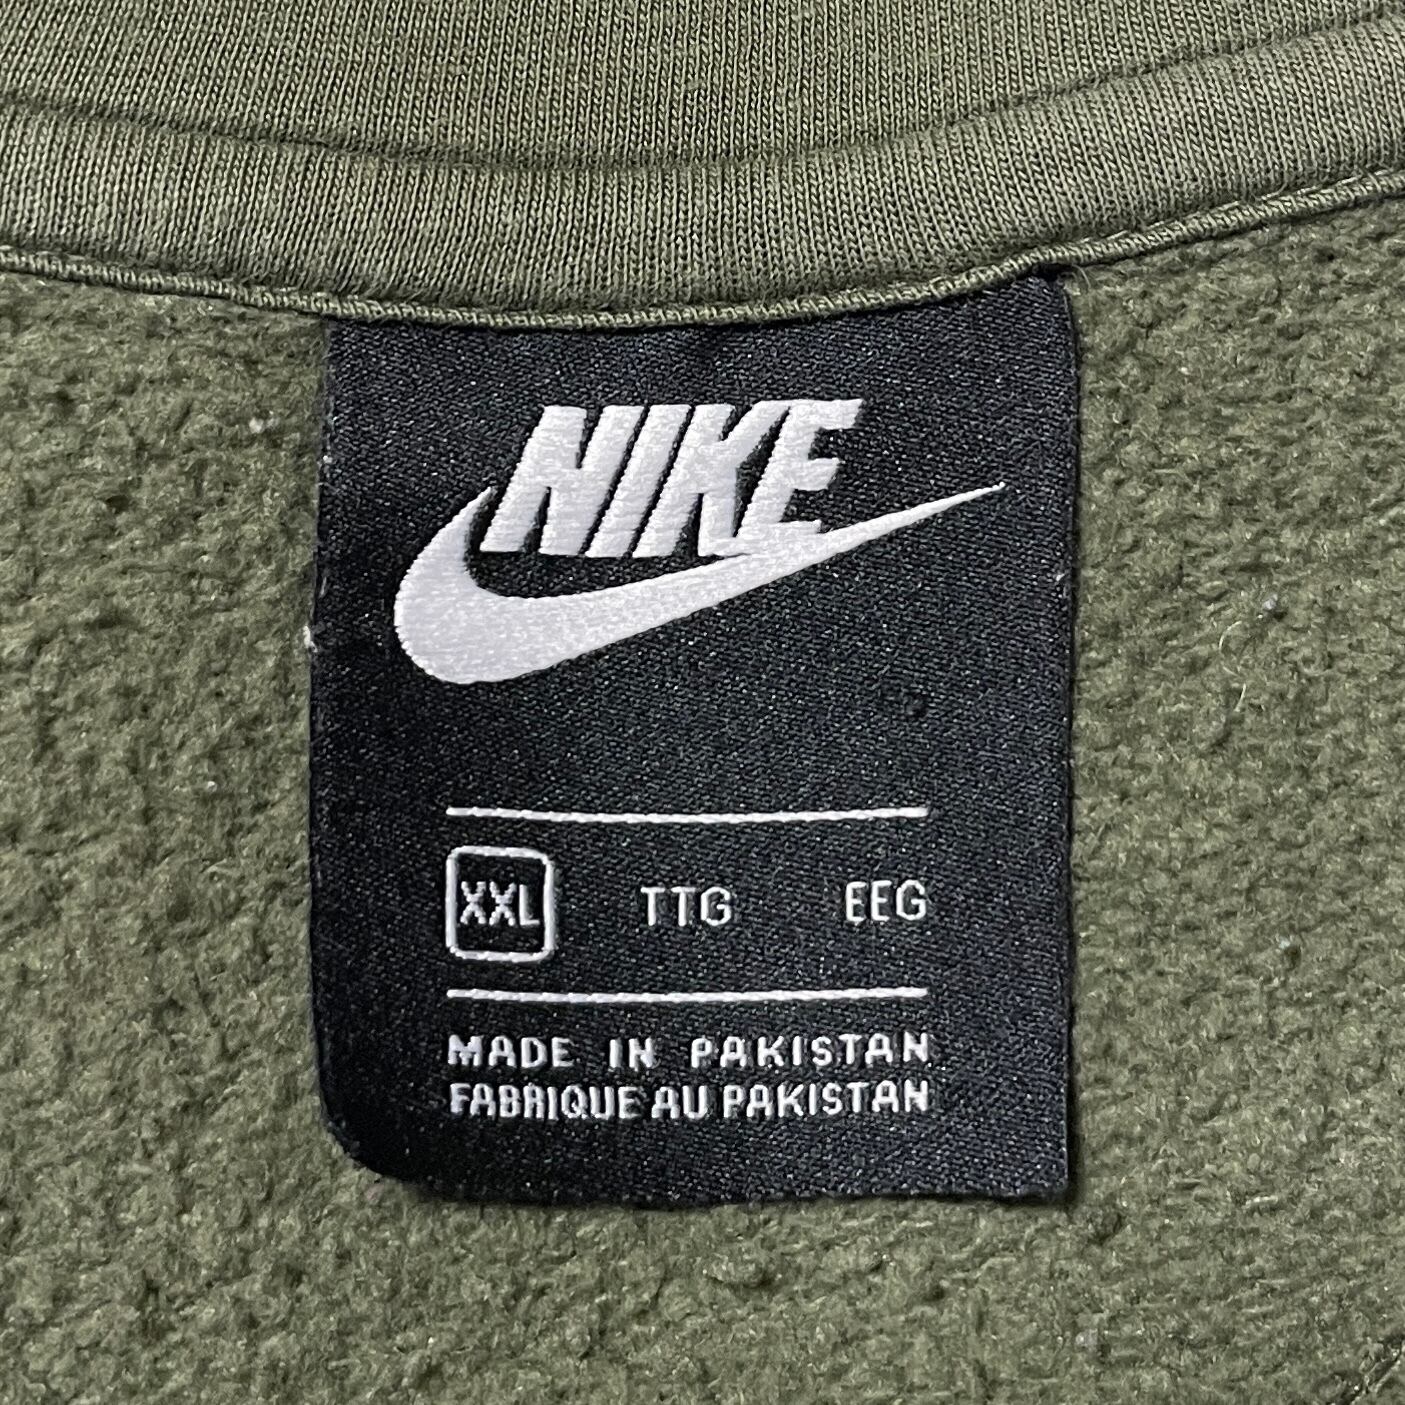 NIKE
XXL TTG EEG
MADE IN PAKISTAN
FABRIQUE AU PAKISTAN